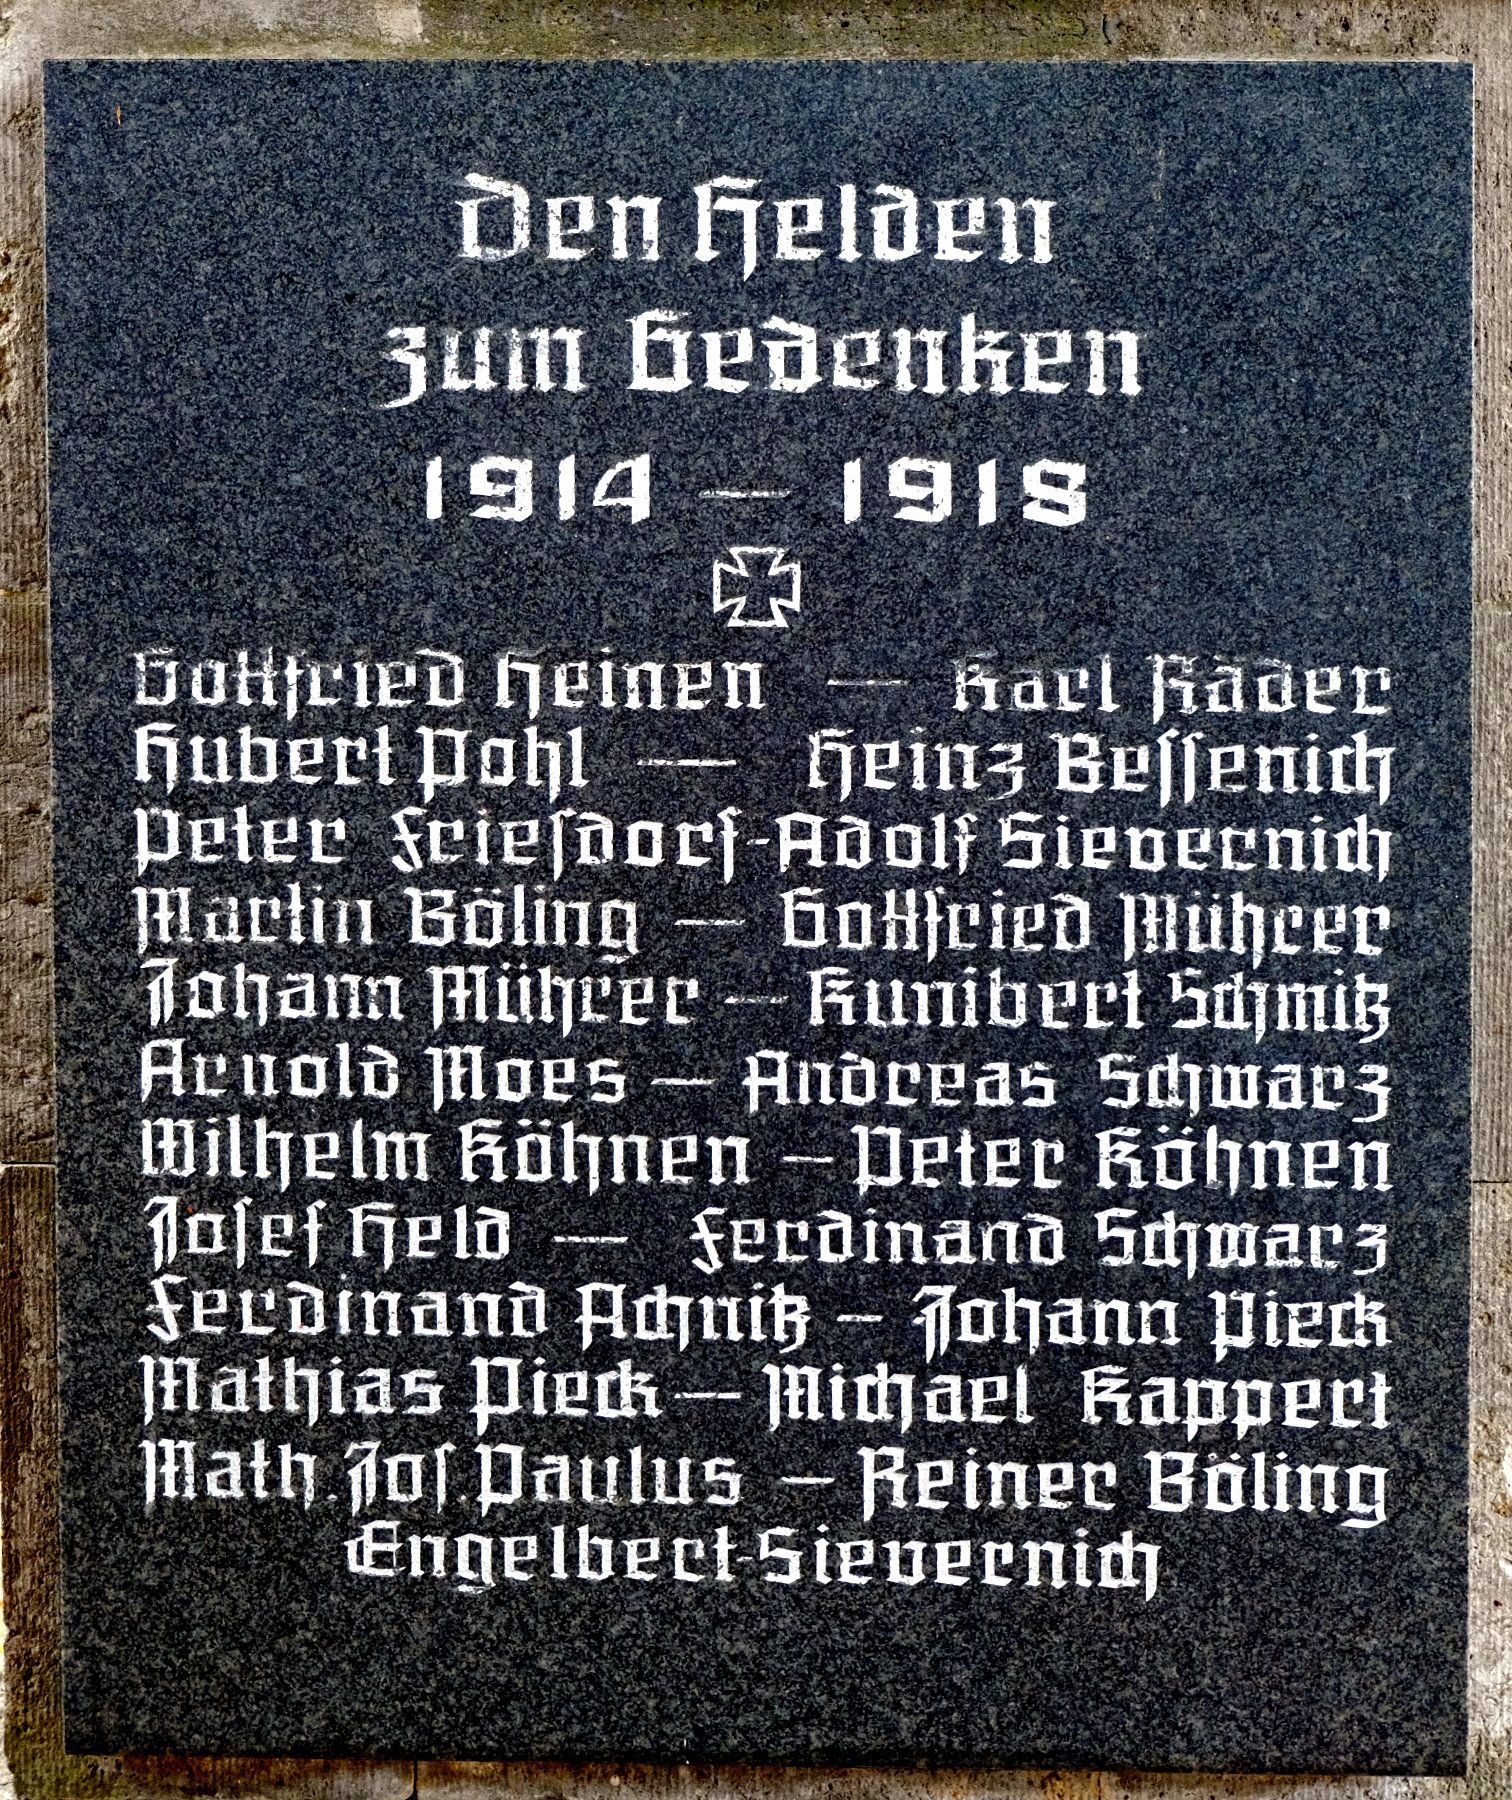 Den Helden
zum Gedenken
1914 — 1918
Gottfried Heinen — Karl Räder
Hubert Pohl — Heinz Beſſenich
Peter Frieſdorf-Adolf Sievernich
Martin Böling — Gottfried Mührer
Johann Mührer — Kunibert Schmitz
Arnold Moes — Andreas Schwarz
Wilhelm Köhnen — Peter Köhnen
Joſef Held — Ferdinand Schwarz
Ferdinand Achnitz — Johann Pieck
Mathias Pieck — Michael Kappert
Math. Joſ. Paulus — Reiner Böling
Engelbert-Sievernich